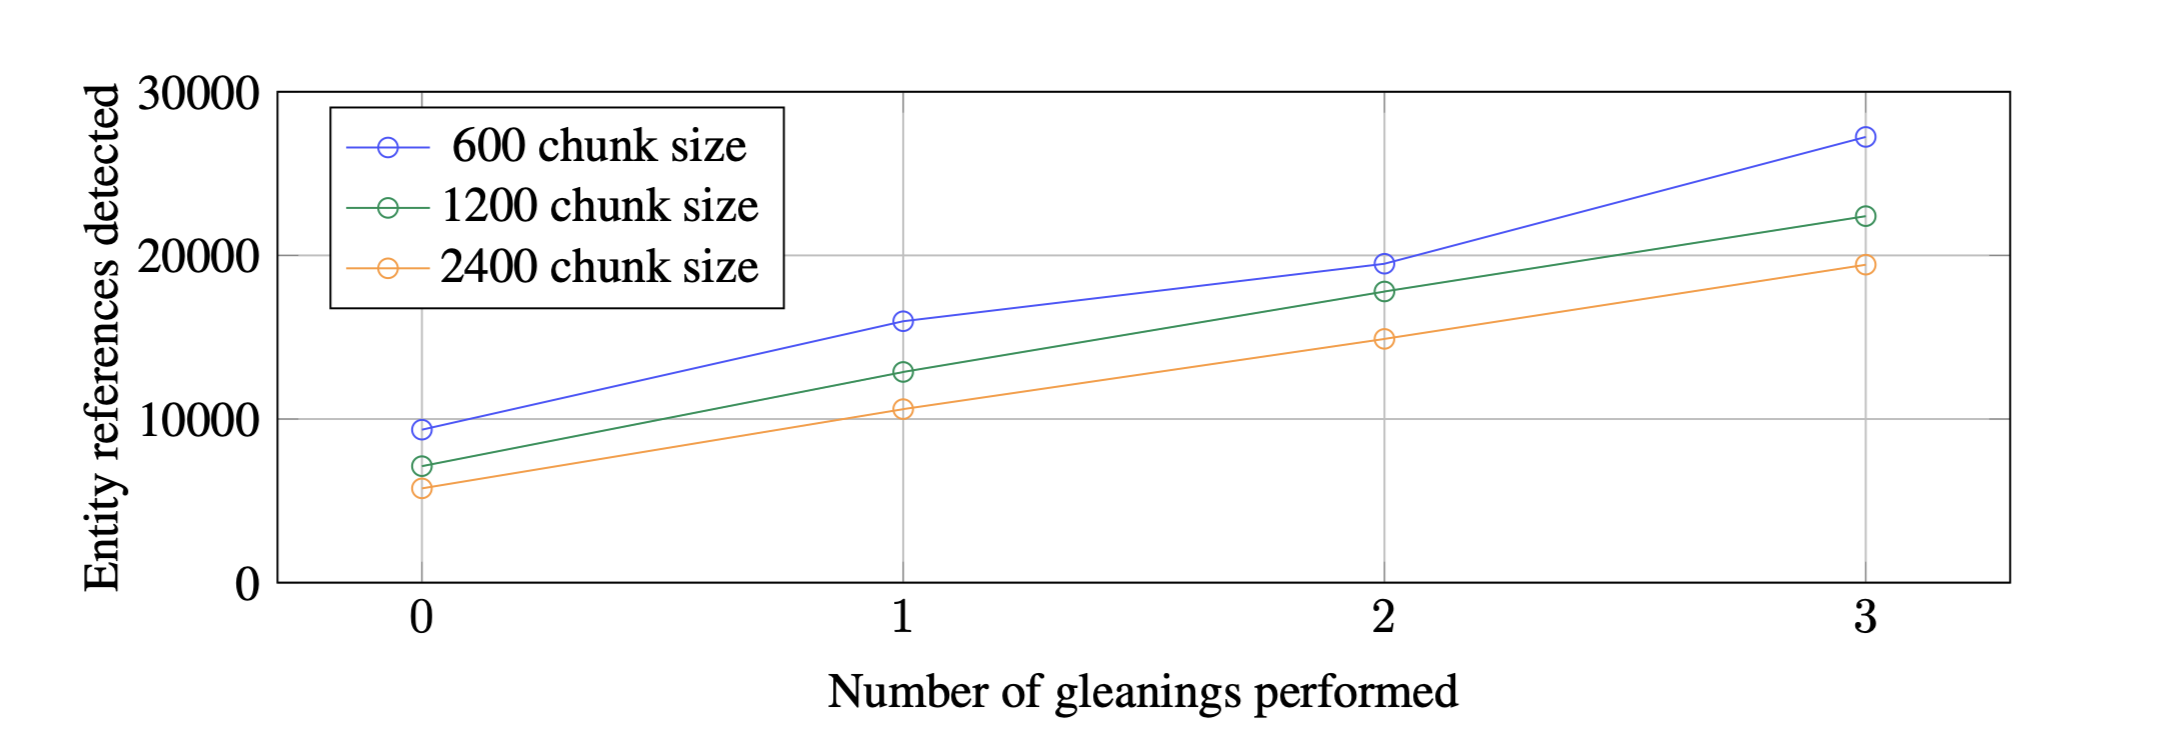 Entity references detected
30000
20000
10000
0
600 chunk size
1200 chunk size
2400 chunk size
0 1 2 3
Number of gleanings performed